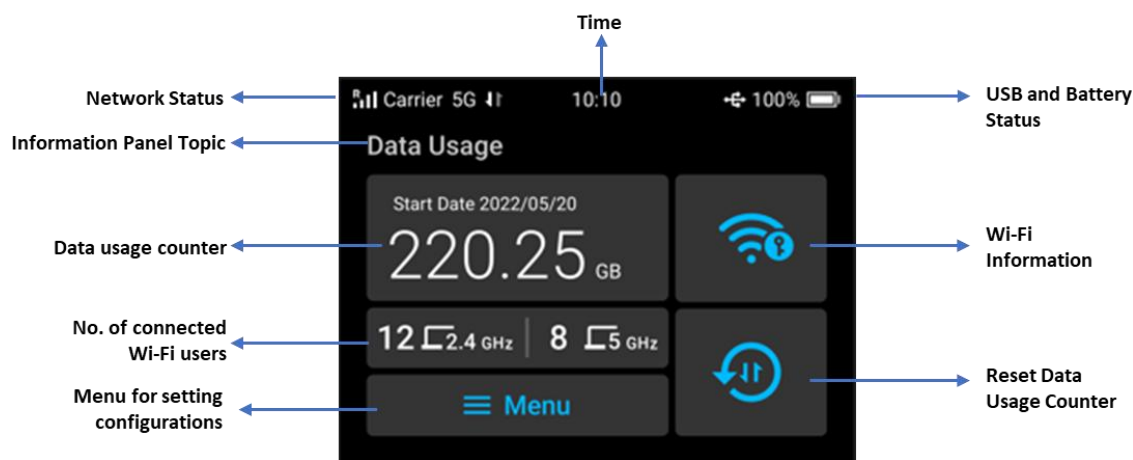 Time
Network Status
R Carrier 5G 10:10 100%
USB and Battery
Status
Information Panel Topic
Data Usage
Start Date 2022/05/20
Data usage counter
220.25 GB
Wi-Fi
Information
No. of connected
Wi-Fi users
12 2.4 GHz 8 5 GHz
Menu for setting
configurations
Menu
Reset Data
Usage Counter